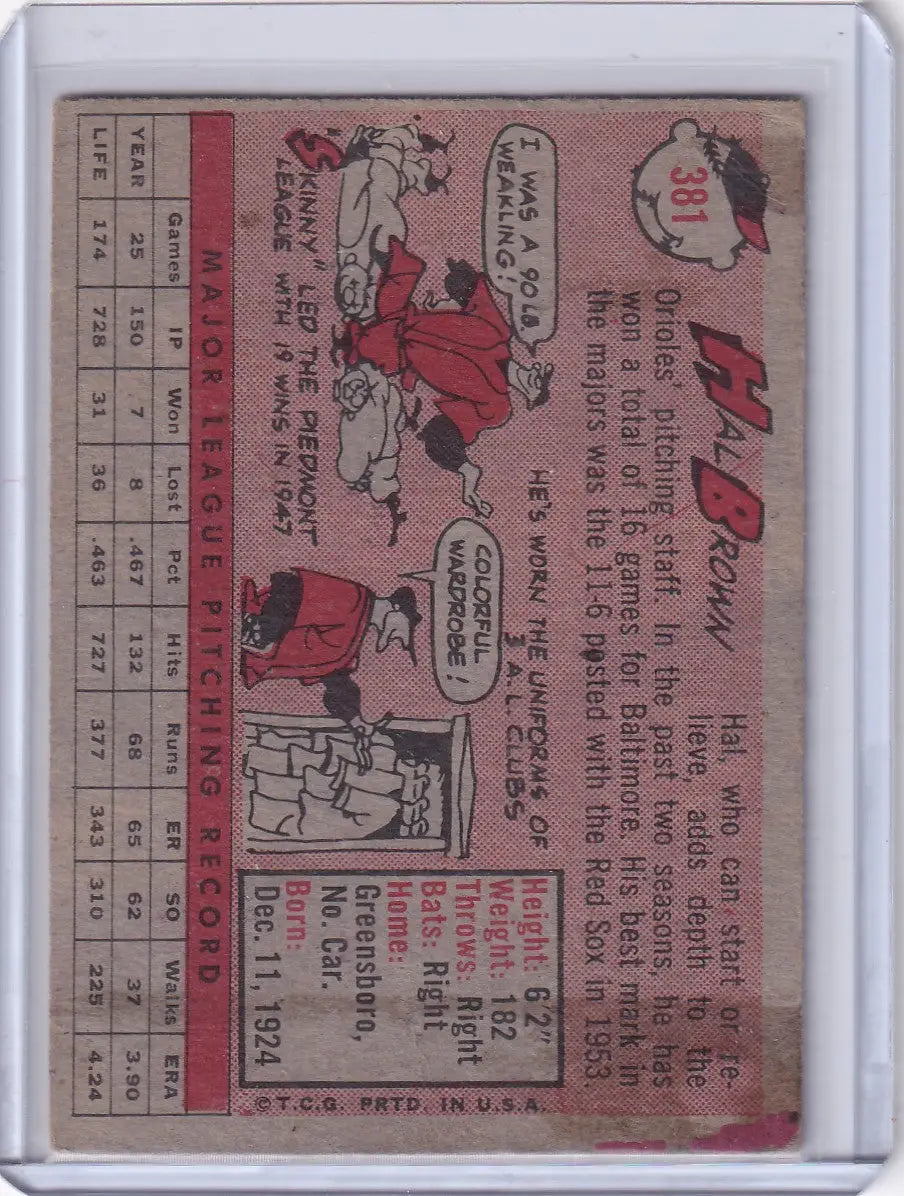 381
HAL BROWN
Hal, who can start or re-
lieve, adds depth to the
Orioles' pitching staff. In the past two seasons, he has
won a total of 16 games for Baltimore. His best mark in
the majors was the 11-6 posted with the Red Sox in 1953.
I WAS A 90 LB.
WEAKLING!
"SKINNY" LED THE PIEDMONT
LEAGUE WITH 19 WINS IN 1947
HE'S WORN THE UNIFORMS OF
3 A.L. CLUBS
COLORFUL
WARDROBE!
Height: 6'2"
Weight: 182
Throws: Right
Bats: Right
Home:
Greensboro,
No. Car.
Born:
Dec. 11, 1924
© T.C.G. PRTD. IN U.S.A.
MAJOR LEAGUE PITCHING RECORD
Games IP Won Lost Pct Hits Runs ER SO Walks ERA
YEAR 25 150 7 8 .467 132 68 65 62 37 3.90
LIFE 174 728 31 36 .463 727 377 343 310 225 4.24